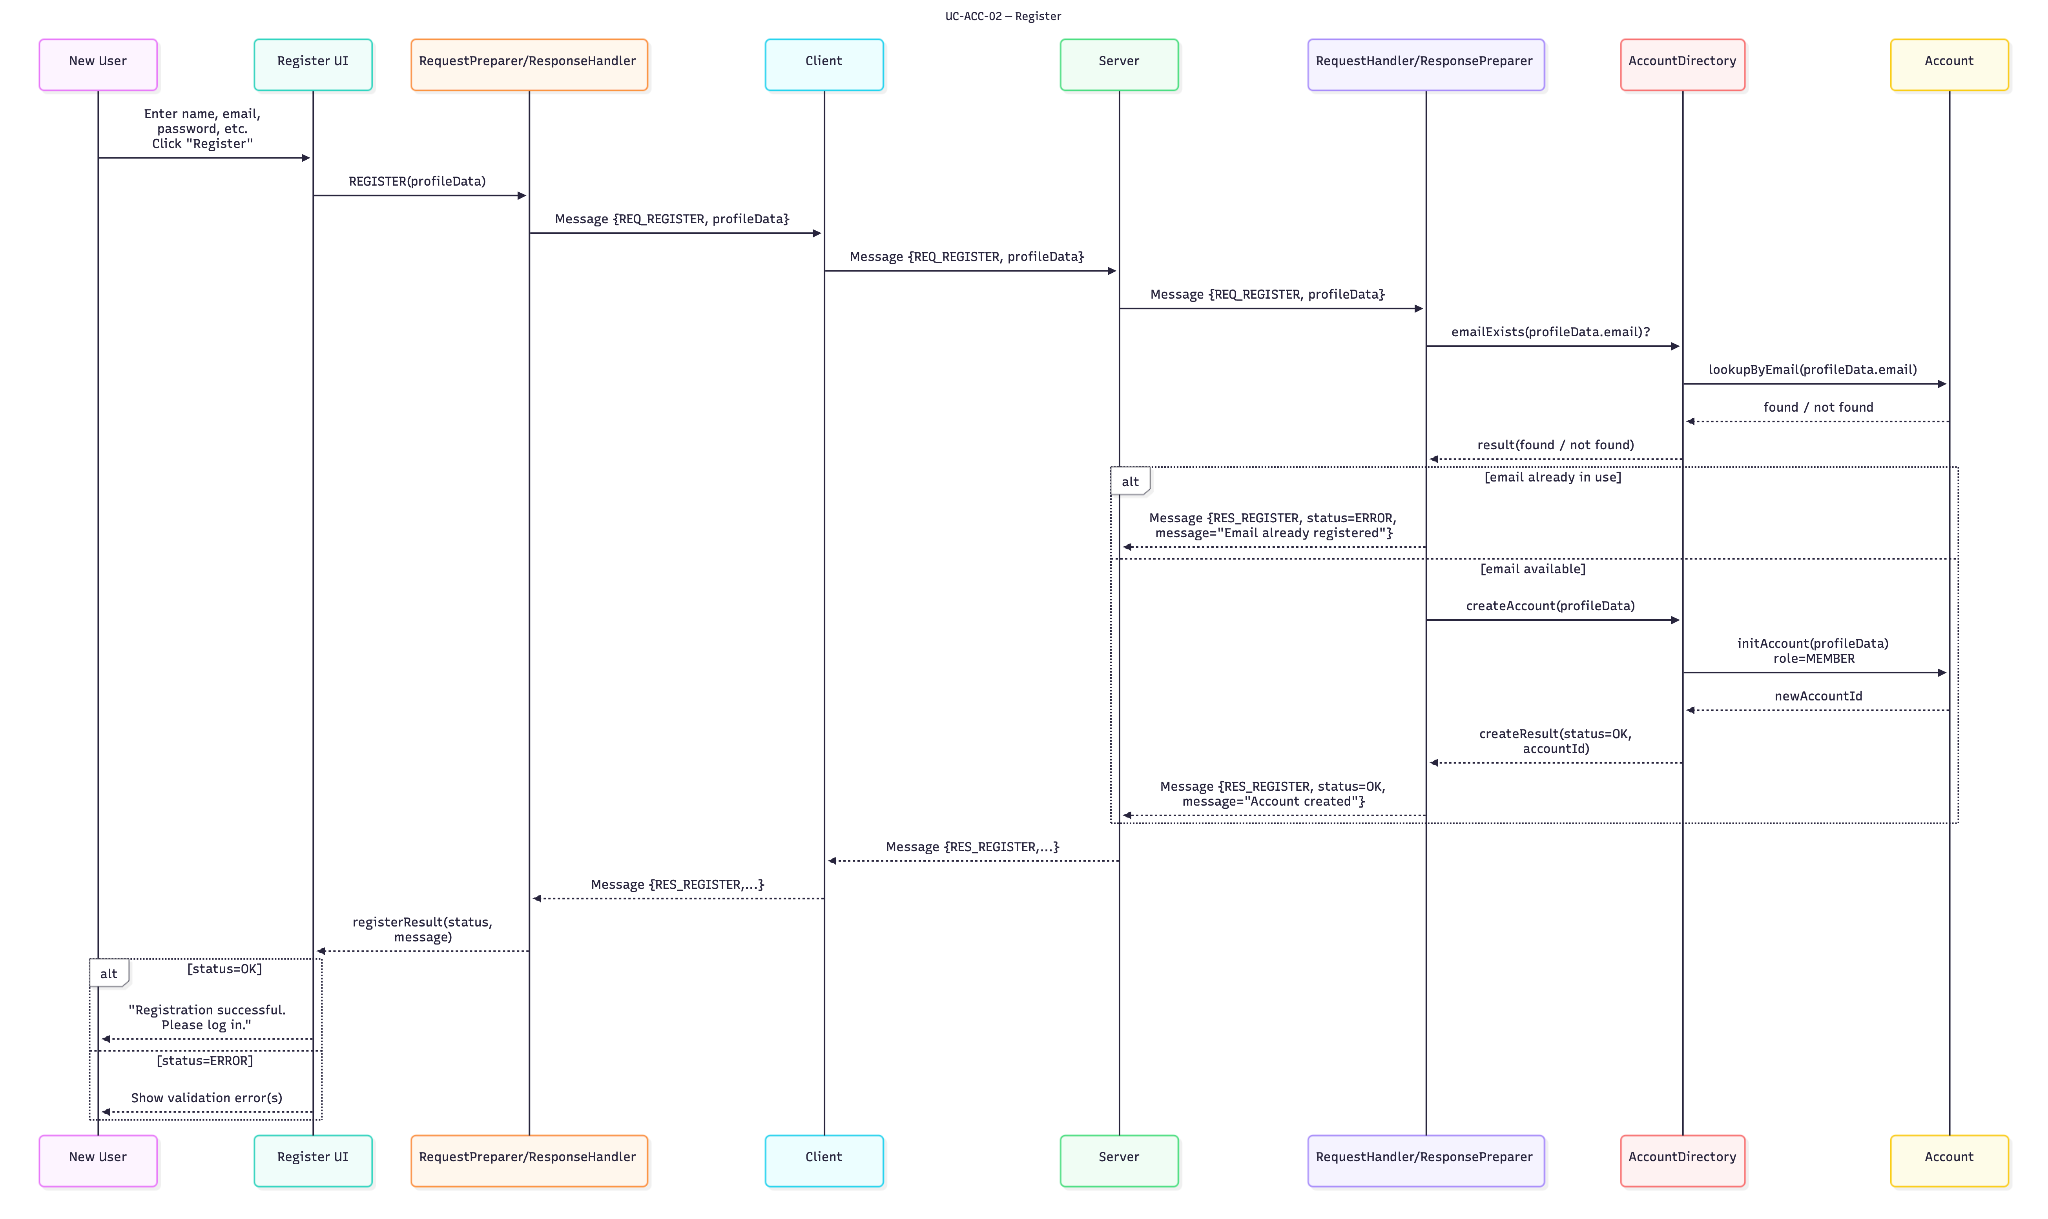 UC-ACC-02 — Register
New User
Register UI
RequestPreparer/ResponseHandler
Client
Server
RequestHandler/ResponsePreparer
AccountDirectory
Account
Enter name, email,
password, etc.
Click "Register"
REGISTER(profileData)
Message {REQ_REGISTER, profileData}
Message {REQ_REGISTER, profileData}
Message {REQ_REGISTER, profileData}
emailExists(profileData.email)?
lookupByEmail(profileData.email)
found / not found
result(found / not found)
alt
[email already in use]
Message {RES_REGISTER, status=ERROR,
message="Email already registered"}
[email available]
createAccount(profileData)
initAccount(profileData)
role=MEMBER
newAccountId
createResult(status=OK,
accountId)
Message {RES_REGISTER, status=OK,
message="Account created"}
Message {RES_REGISTER,...}
Message {RES_REGISTER,...}
registerResult(status,
message)
alt
[status=OK]
"Registration successful.
Please log in."
[status=ERROR]
Show validation error(s)
New User
Register UI
RequestPreparer/ResponseHandler
Client
Server
RequestHandler/ResponsePreparer
AccountDirectory
Account